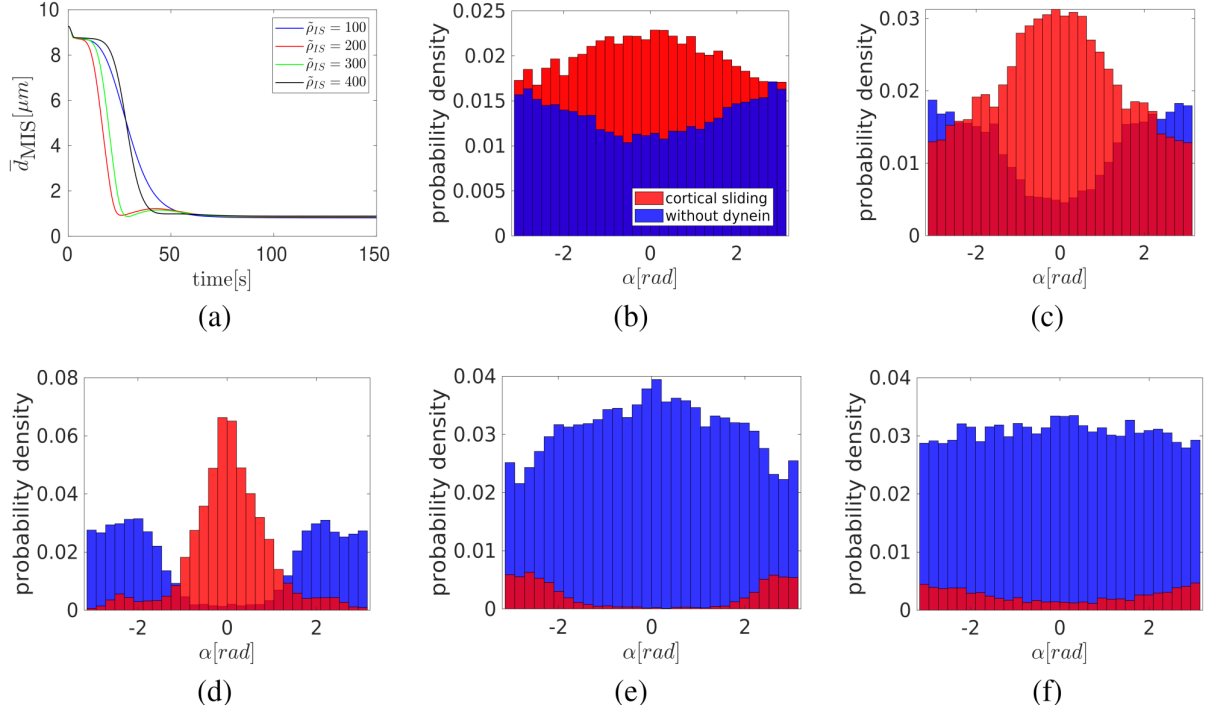 10
8
6
4
2
0
d̅_MIS[μm]
0 50 100 150
time[s]
ρ̃_IS = 100
ρ̃_IS = 200
ρ̃_IS = 300
ρ̃_IS = 400
(a)
probability density
0.025
0.02
0.015
0.01
0.005
0
cortical sliding
without dynein
-2 0 2
α[rad]
(b)
probability density
0.03
0.02
0.01
0
-2 0 2
α[rad]
(c)
probability density
0.08
0.06
0.04
0.02
0
-2 0 2
α[rad]
(d)
probability density
0.04
0.03
0.02
0.01
0
-2 0 2
α[rad]
(e)
probability density
0.04
0.03
0.02
0.01
0
-2 0 2
α[rad]
(f)